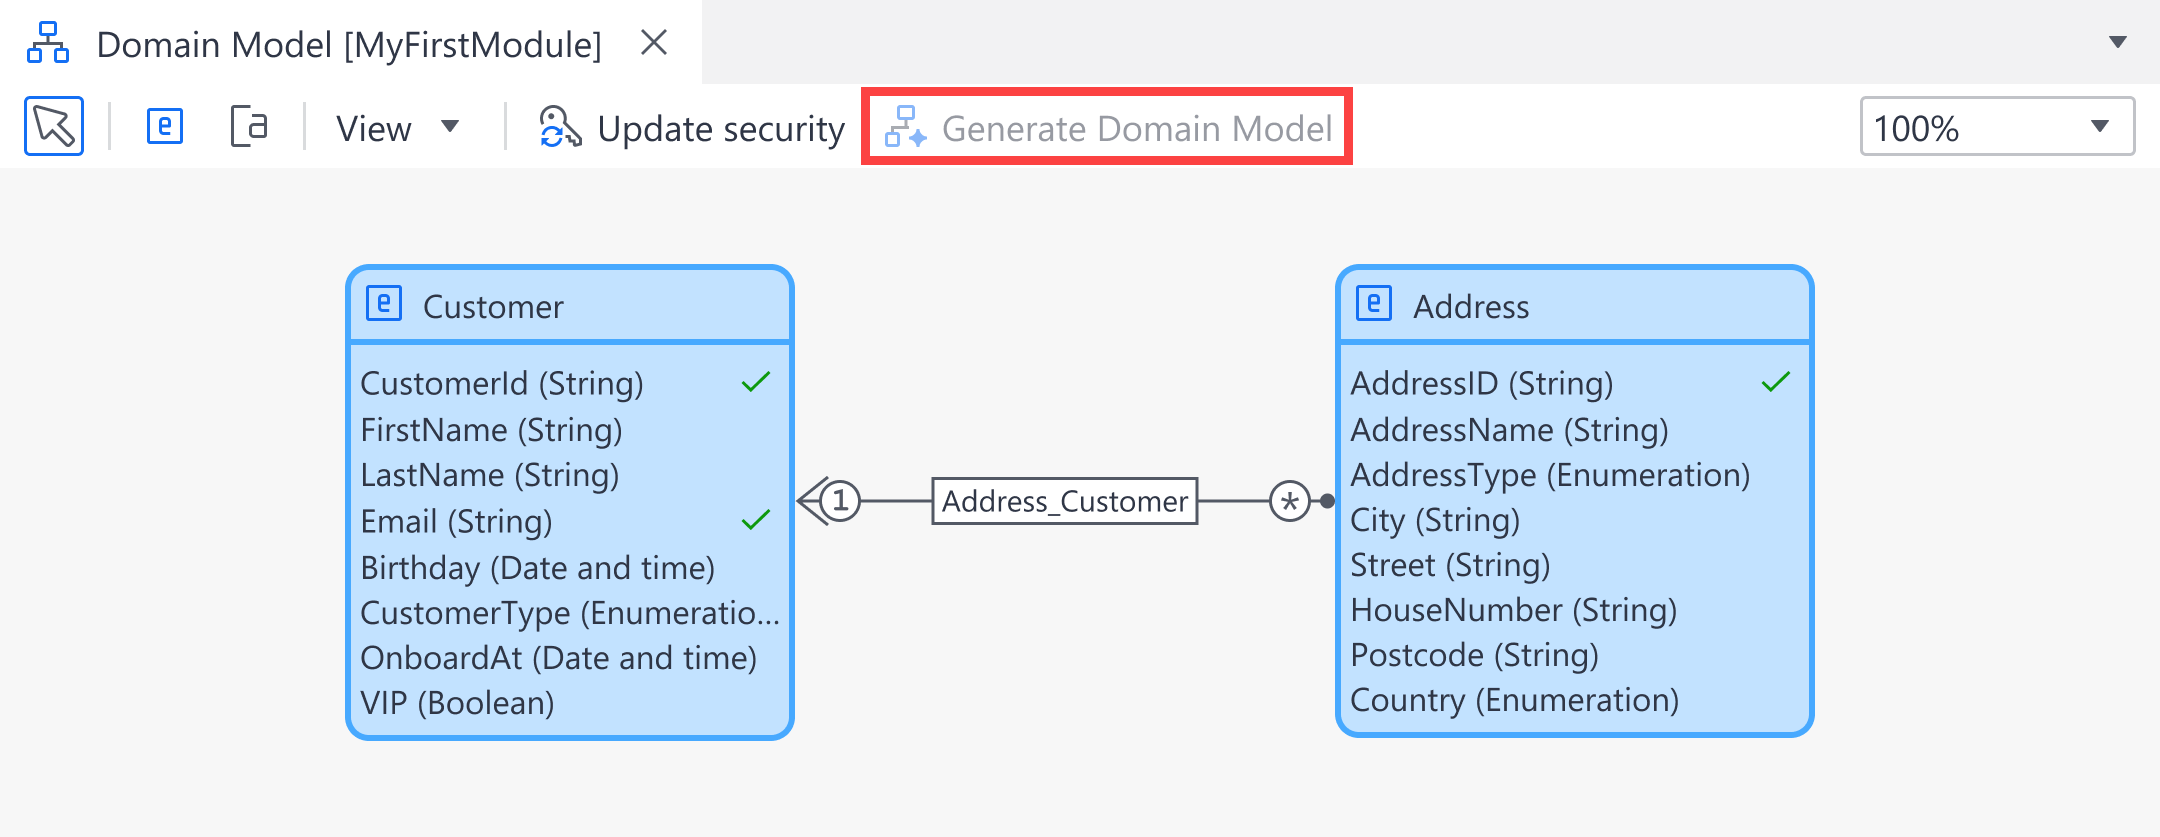 Domain Model [MyFirstModule]
View
Update security
Generate Domain Model
100%
Customer
CustomerId (String)
FirstName (String)
LastName (String)
Email (String)
Birthday (Date and time)
CustomerType (Enumeratio...
OnboardAt (Date and time)
VIP (Boolean)
1
Address_Customer
*
Address
AddressID (String)
AddressName (String)
AddressType (Enumeration)
City (String)
Street (String)
HouseNumber (String)
Postcode (String)
Country (Enumeration)